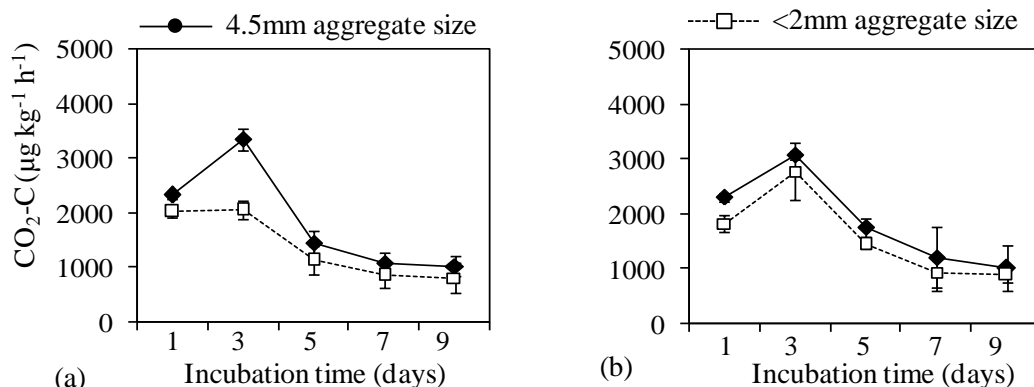 4.5mm aggregate size
<2mm aggregate size
CO₂-C (µg kg⁻¹ h⁻¹)
5000
4000
3000
2000
1000
0
1 3 5 7 9
Incubation time (days)
(a)
5000
4000
3000
2000
1000
0
1 3 5 7 9
Incubation time (days)
(b)